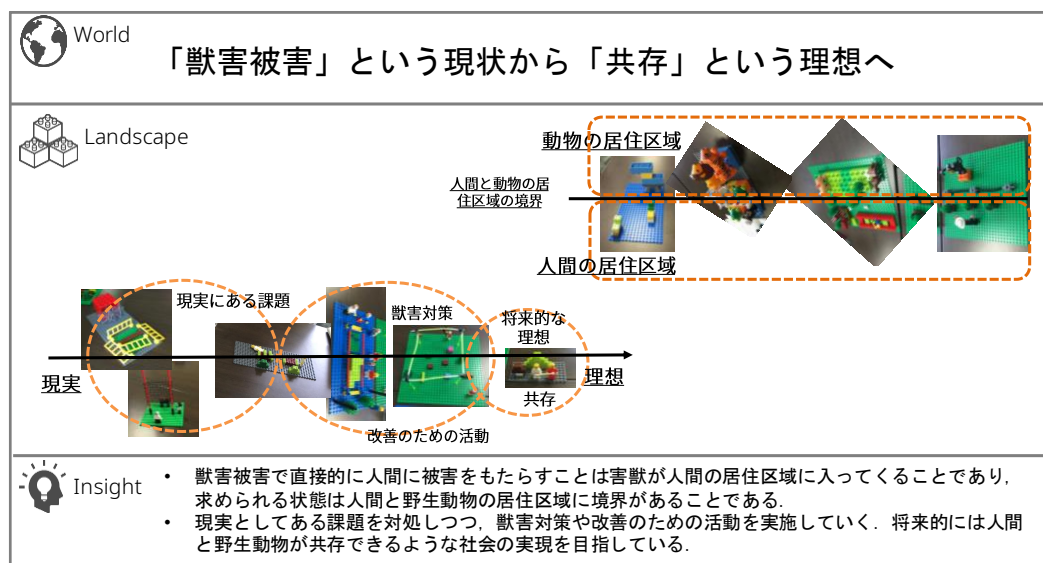 World
「獣害被害」という現状から「共存」という理想へ
Landscape
動物の居住区域
人間と動物の居
住区域の境界
人間の居住区域
現実にある課題
獣害対策
将来的な
理想
現実
理想
共存
改善のための活動
Insight
• 獣害被害で直接的に人間に被害をもたらすことは害獣が人間の居住区域に入ってくることであり，
求められる状態は人間と野生動物の居住区域に境界があることである．
• 現実としてある課題を対処しつつ，獣害対策や改善のための活動を実施していく．将来的には人間
と野生動物が共存できるような社会の実現を目指している．